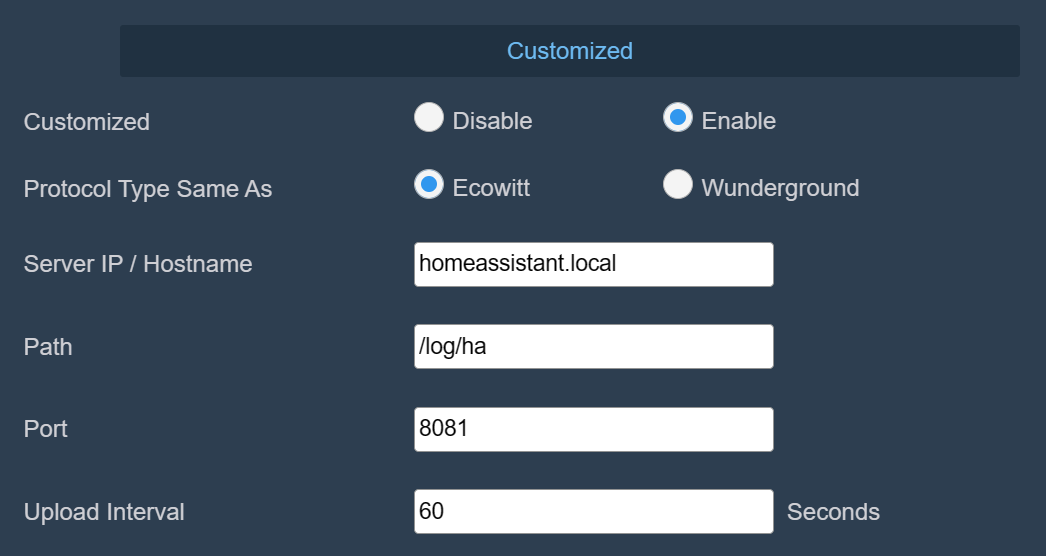 Customized
Customized Disable Enable
Protocol Type Same As Ecowitt Wunderground
Server IP / Hostname homeassistant.local
Path /log/ha
Port 8081
Upload Interval 60 Seconds